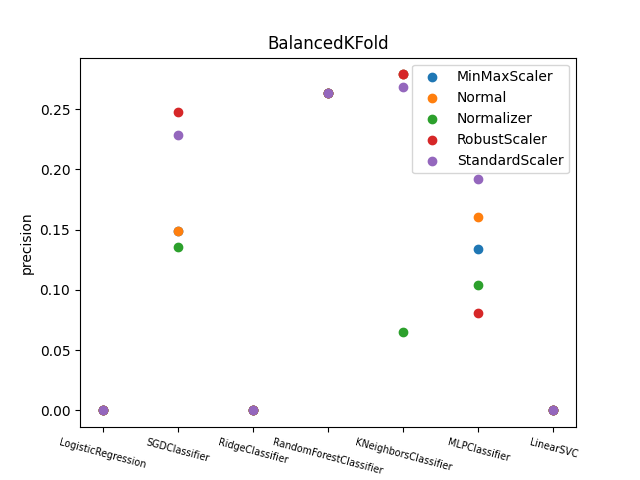 BalancedKFold
MinMaxScaler
Normal
Normalizer
RobustScaler
StandardScaler
precision
0.25
0.20
0.15
0.10
0.05
0.00
LogisticRegression
SGDClassifier
RidgeClassifier
RandomForestClassifier
KNeighborsClassifier
MLPClassifier
LinearSVC